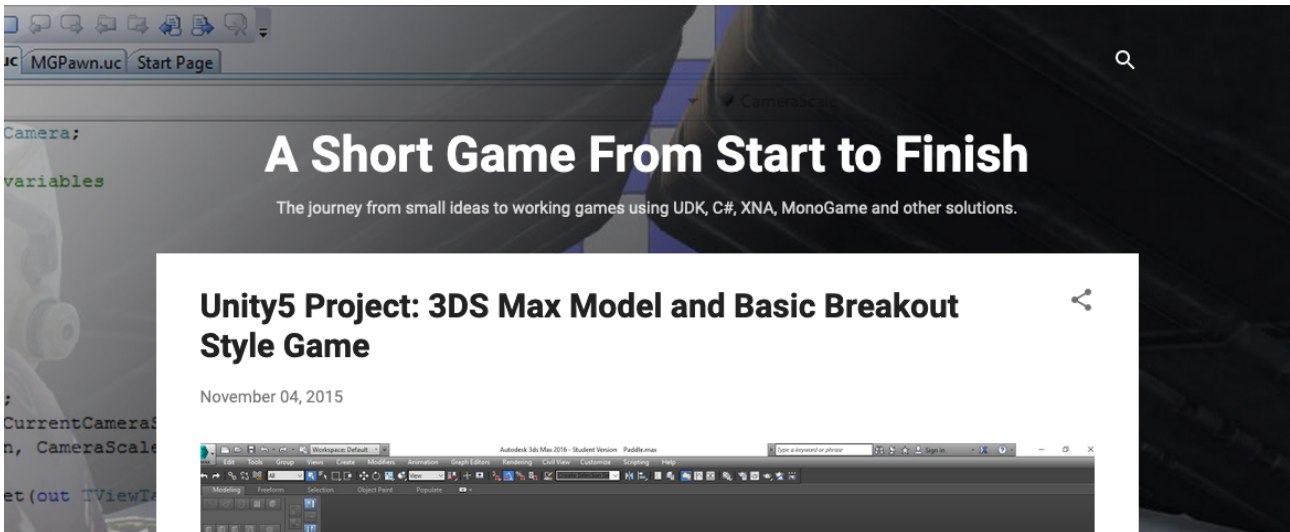 uc MGPawn.uc Start Page
CameraScale
Camera;
A Short Game From Start to Finish
variables
The journey from small ideas to working games using UDK, C#, XNA, MonoGame and other solutions.
Unity5 Project: 3DS Max Model and Basic Breakout
Style Game
November 04, 2015
;
CurrentCameraS
n, CameraScale
et(out TViewTa
Workspace: Default Autodesk 3ds Max 2016 - Student Version Paddle.max Type a keyword or phrase Sign In
Edit Tools Group Views Create Modifiers Animation Graph Editors Rendering Civil View Customize Scripting Help
All View
Modeling Freeform Selection Object Paint Populate